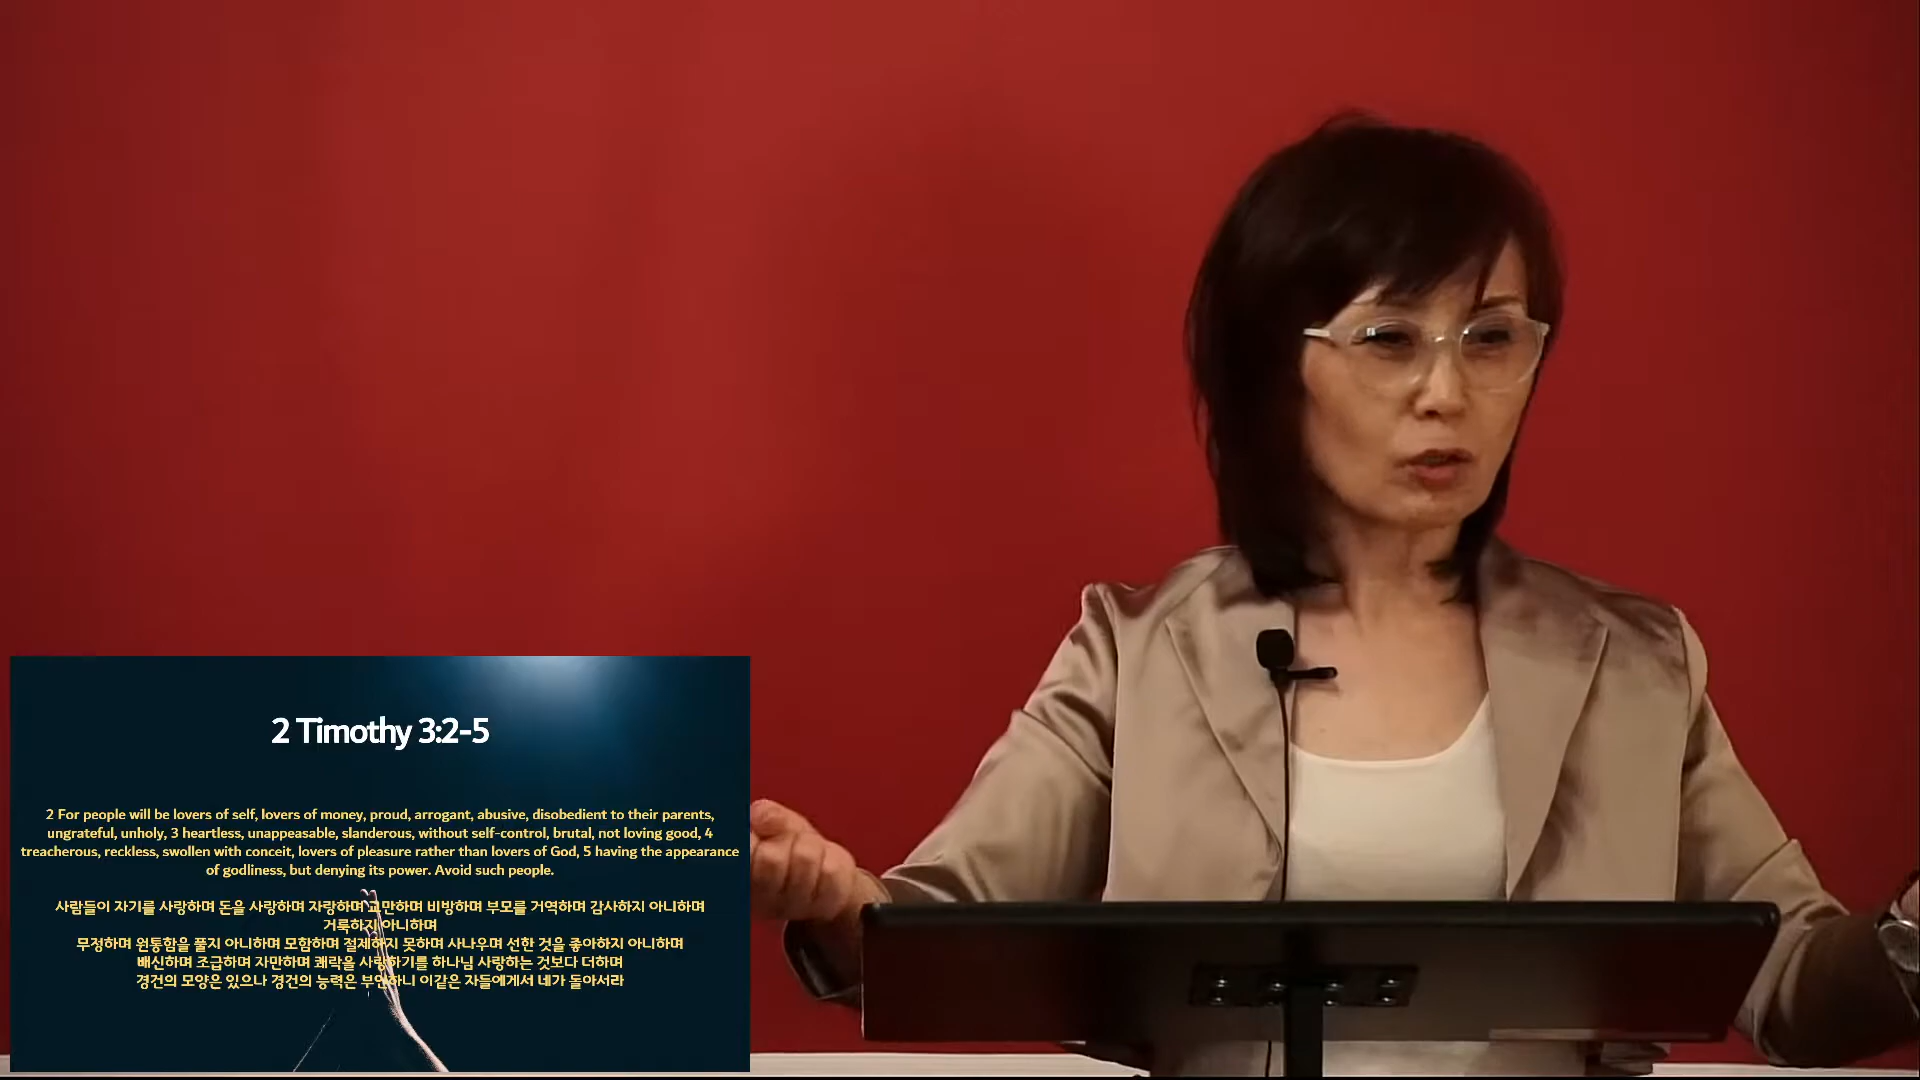 2 Timothy 3:2-5
2 For people will be lovers of self, lovers of money, proud, arrogant, abusive, disobedient to their parents,
ungrateful, unholy, 3 heartless, unappeasable, slanderous, without self-control, brutal, not loving good, 4
treacherous, reckless, swollen with conceit, lovers of pleasure rather than lovers of God, 5 having the appearance
of godliness, but denying its power. Avoid such people.
사람들이 자기를 사랑하며 돈을 사랑하며 자랑하며 교만하며 비방하며 부모를 거역하며 감사하지 아니하며
거룩하지 아니하며
무정하며 원통함을 풀지 아니하며 모함하며 절제하지 못하며 사나우며 선한 것을 좋아하지 아니하며
배신하며 조급하며 자만하며 쾌락을 사랑하기를 하나님 사랑하는 것보다 더하며
경건의 모양은 있으나 경건의 능력은 부인하니 이같은 자들에게서 네가 돌아서라